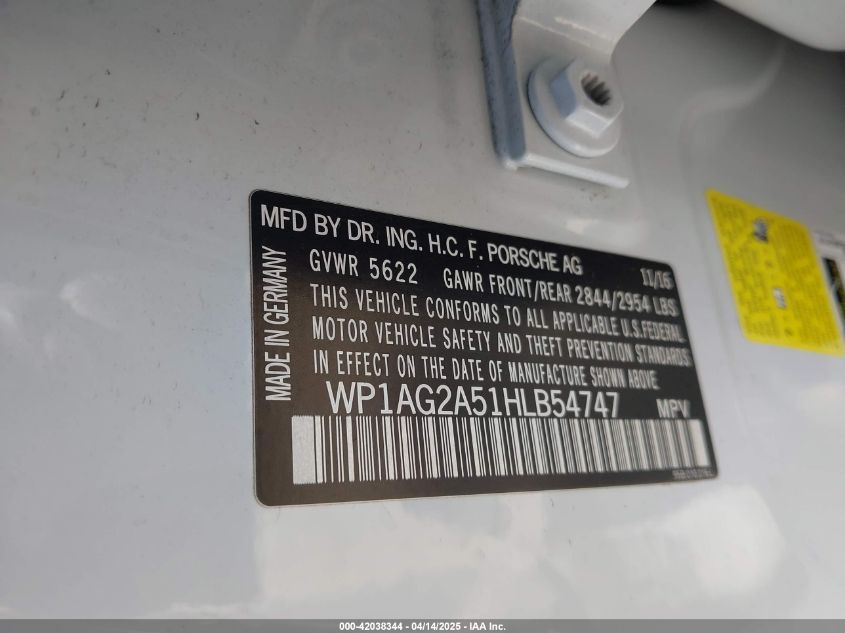 MFD BY DR. ING. H.C. F. PORSCHE AG 11/16
GVWR 5622 GAWR FRONT/REAR 2844/2954 LBS
THIS VEHICLE CONFORMS TO ALL APPLICABLE U.S.FEDERAL
MOTOR VEHICLE SAFETY AND THEFT PREVENTION STANDARDS
IN EFFECT ON THE DATE OF MANUFACTURE SHOWN ABOVE
MADE IN GERMANY
WP1AG2A51HLB54747 MPV
000-42038344 - 04/14/2025 - IAA Inc.